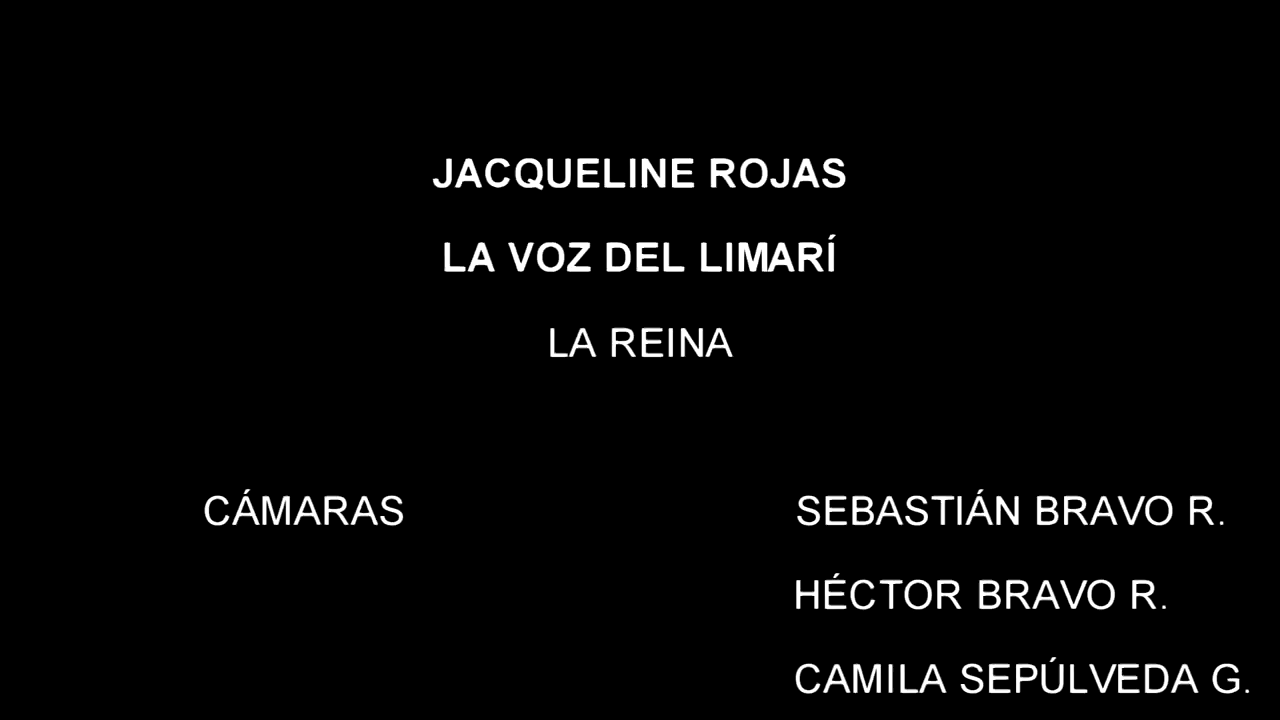 JACQUELINE ROJAS
LA VOZ DEL LIMARÍ
LA REINA
CÁMARAS SEBASTIÁN BRAVO R.
HÉCTOR BRAVO R.
CAMILA SEPÚLVEDA G.